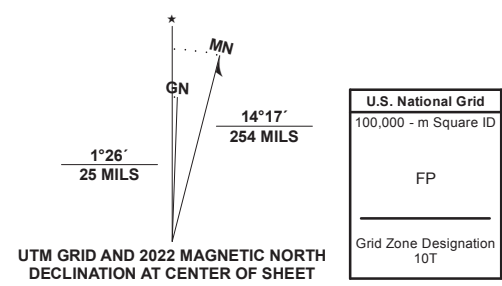 ★
MN
GN
14°17´
254 MILS
1°26´
25 MILS
UTM GRID AND 2022 MAGNETIC NORTH
DECLINATION AT CENTER OF SHEET
U.S. National Grid
100,000 - m Square ID
FP
Grid Zone Designation
10T